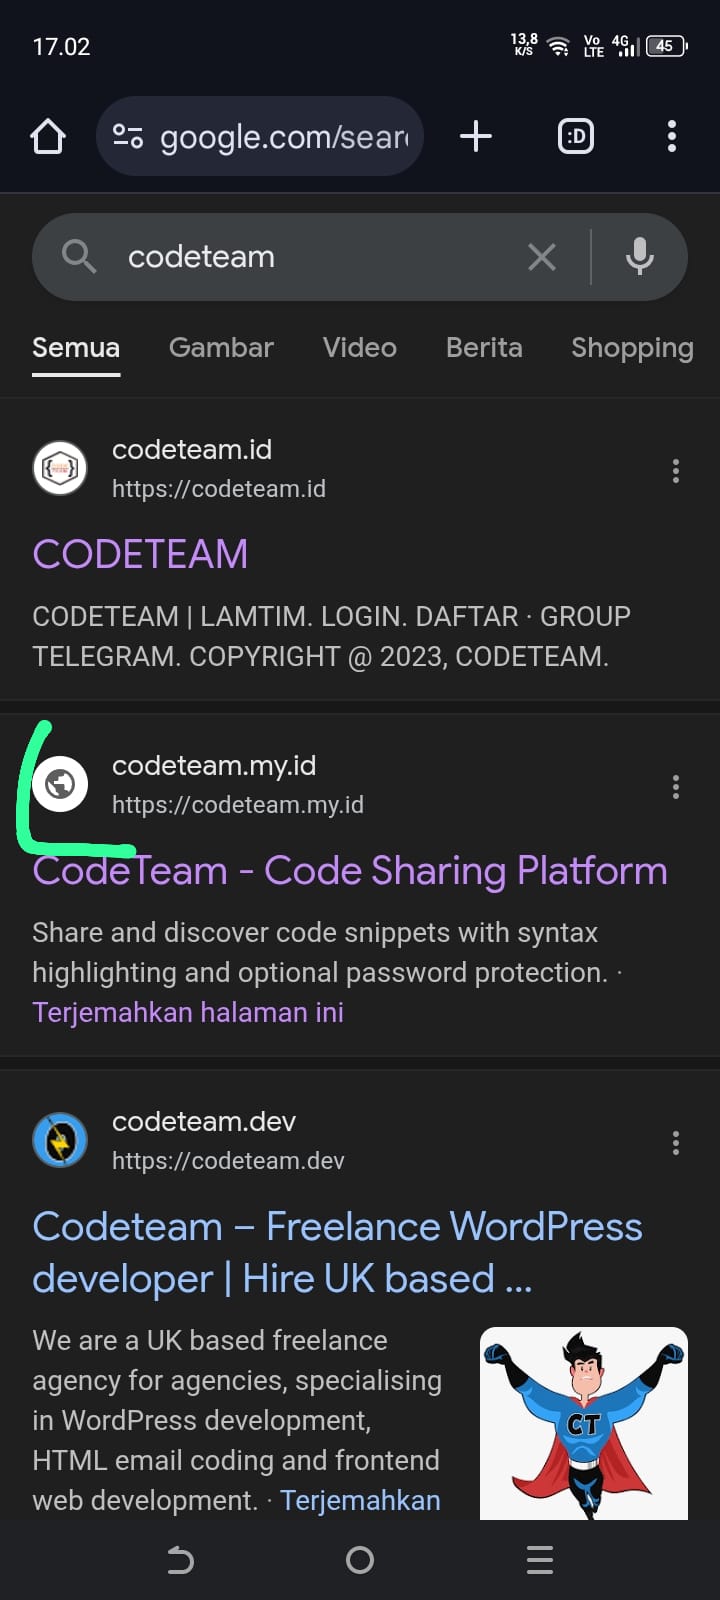 17.02
13,8 K/S
Vo LTE
4G
45
google.com/sear
:D
codeteam
Semua Gambar Video Berita Shopping
codeteam.id
https://codeteam.id
CODETEAM
CODETEAM | LAMTIM. LOGIN. DAFTAR · GROUP
TELEGRAM. COPYRIGHT @ 2023, CODETEAM.
codeteam.my.id
https://codeteam.my.id
CodeTeam - Code Sharing Platform
Share and discover code snippets with syntax
highlighting and optional password protection. ·
Terjemahkan halaman ini
codeteam.dev
https://codeteam.dev
Codeteam – Freelance WordPress
developer | Hire UK based ...
We are a UK based freelance
agency for agencies, specialising
in WordPress development,
HTML email coding and frontend
web development. · Terjemahkan
CT